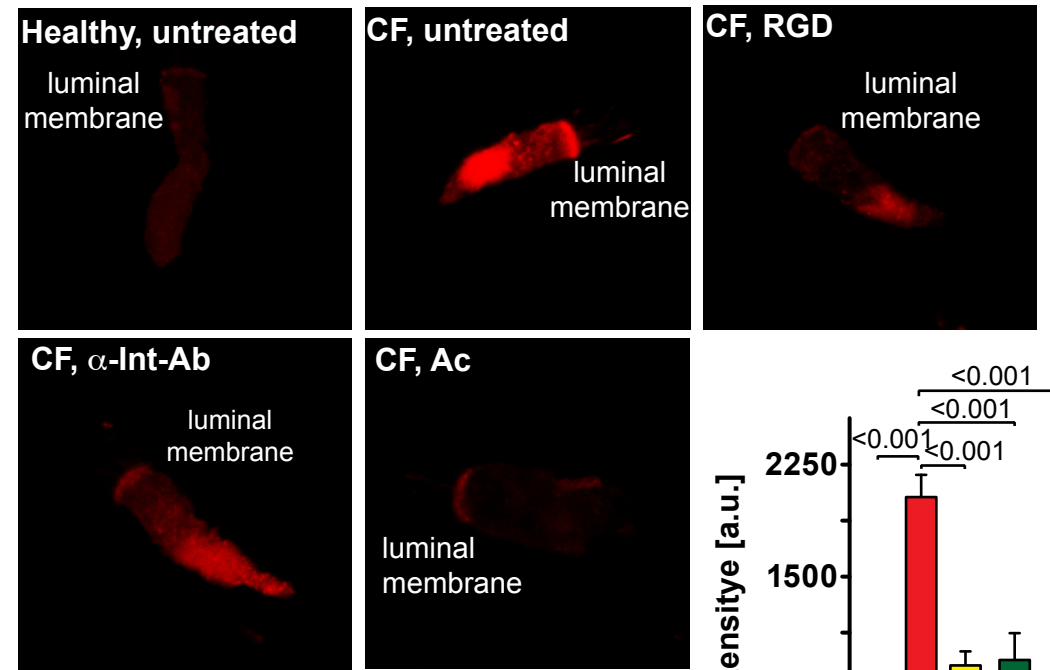 Healthy, untreated
luminal
membrane
CF, untreated
luminal
membrane
CF, RGD
luminal
membrane
CF, α-Int-Ab
luminal
membrane
CF, Ac
luminal
membrane
<0.001
<0.001
<0.001
<0.001
2250
1500
ensitye [a.u.]